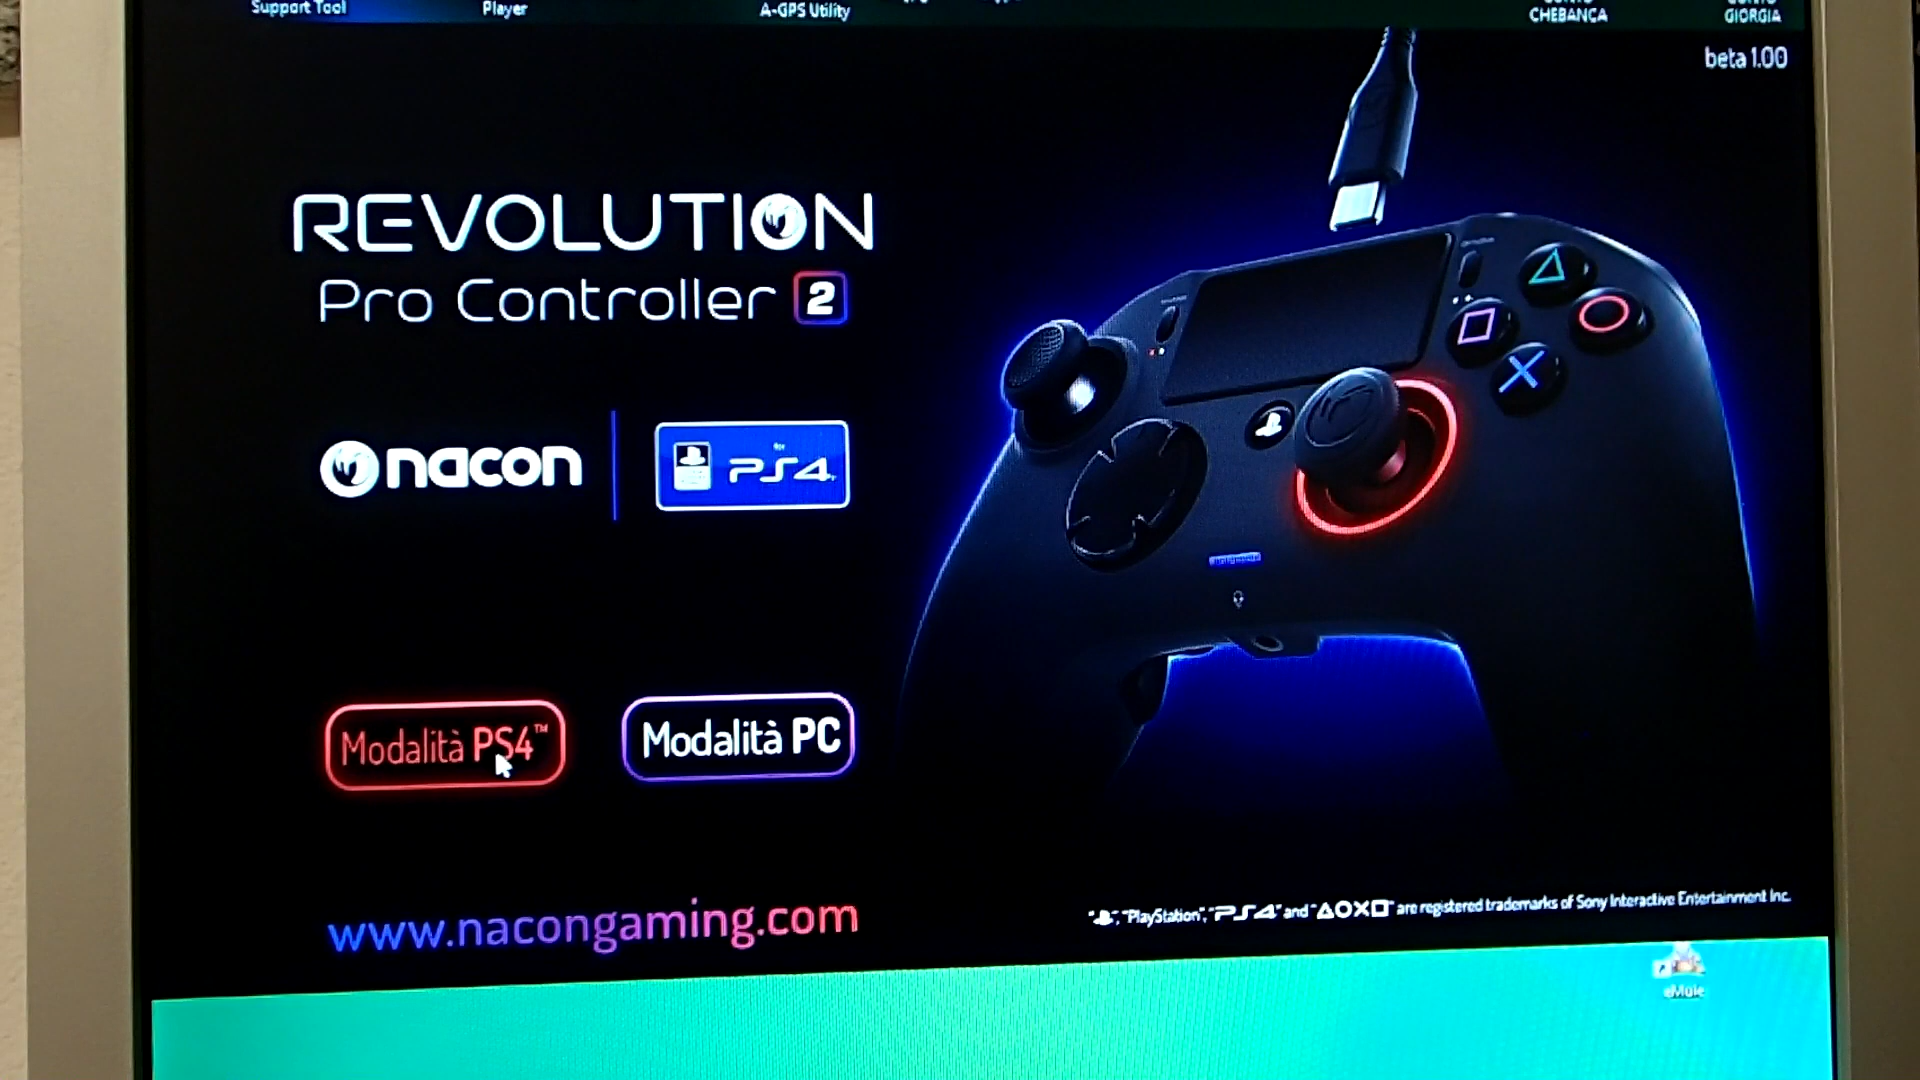 Support Tool
Player
A-GPS Utility
CHEBANCA
GIORGIA
beta 1.00
REVOLUTION
Pro Controller 2
nacon
for
PS4
Modalità PS4™
Modalità PC
www.nacongaming.com
"PlayStation", "PS4" and "△○X□" are registered trademarks of Sony Interactive Entertainment Inc.
eMule